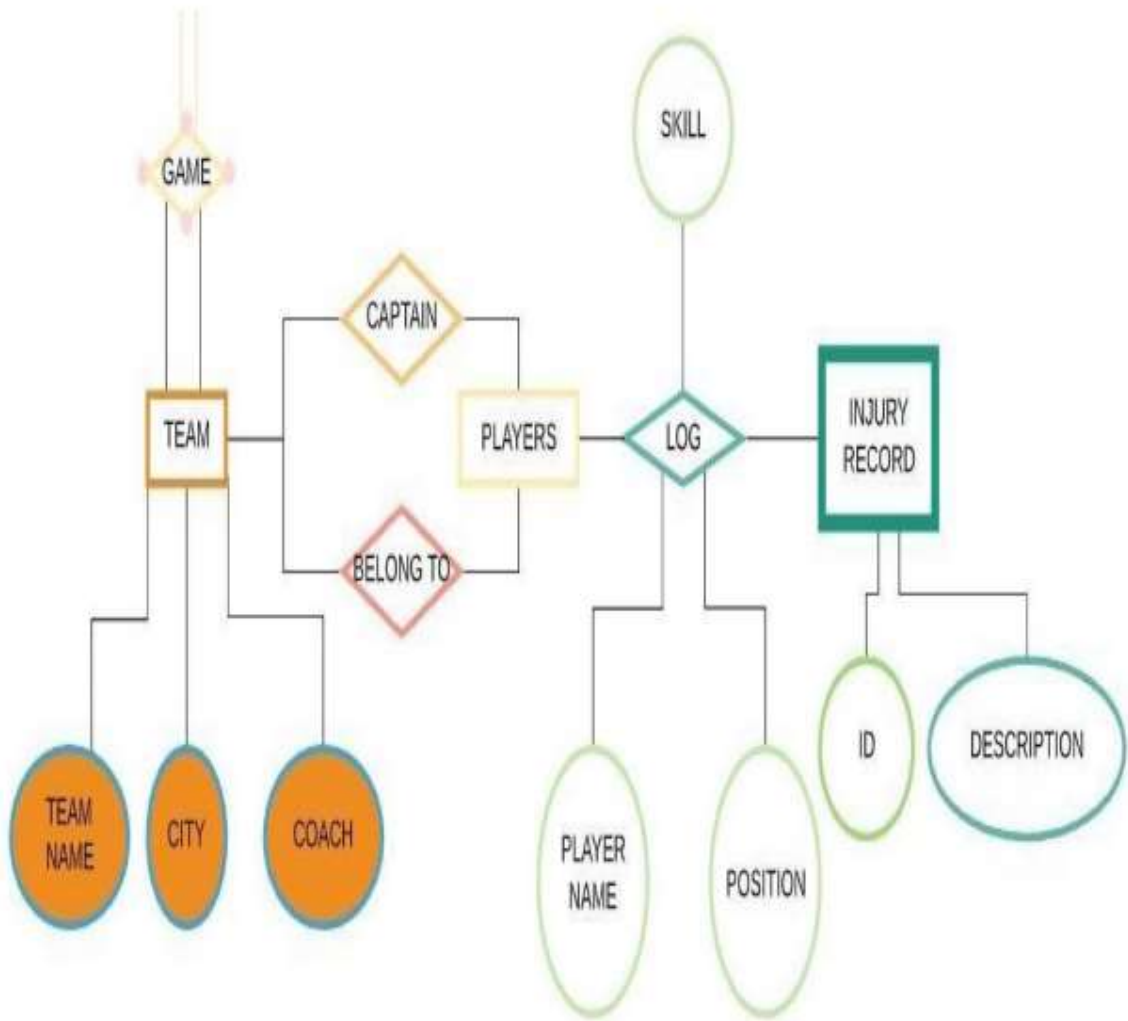 SKILL
GAME
CAPTAIN
TEAM
PLAYERS
LOG
INJURY
RECORD
BELONG TO
TEAM
NAME
CITY
COACH
PLAYER
NAME
POSITION
ID
DESCRIPTION